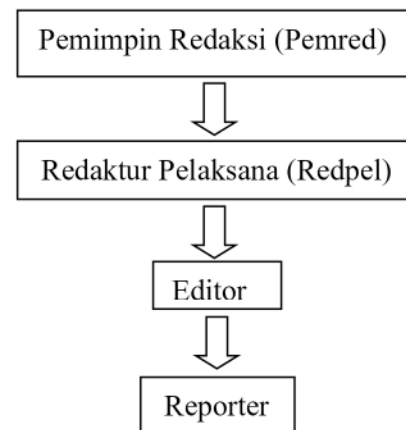 Pemimpin Redaksi (Pemred)
Redaktur Pelaksana (Redpel)
Editor
Reporter